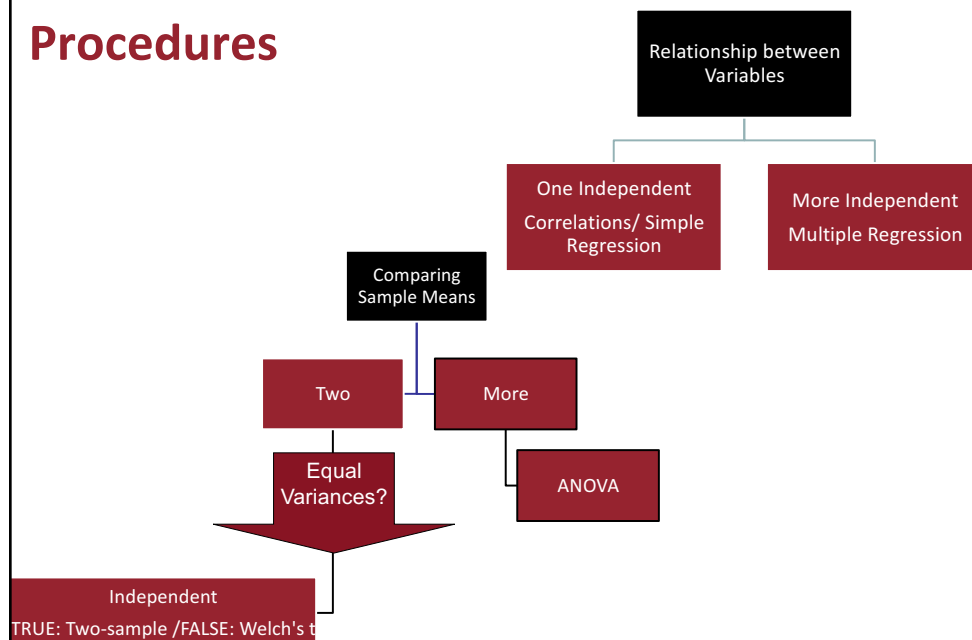 Procedures
Relationship between
Variables
One Independent
Correlations/ Simple
Regression
More Independent
Multiple Regression
Comparing
Sample Means
Two
More
Equal
Variances?
ANOVA
Independent
TRUE: Two-sample /FALSE: Welch's t